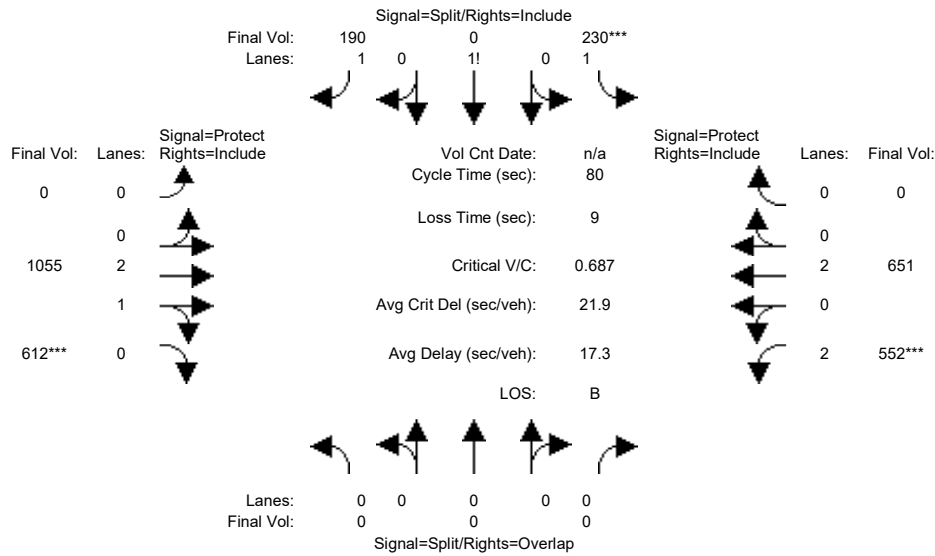 Signal=Split/Rights=Include
Final Vol: 190 0 230***
Lanes: 1 0 1! 0 1
Signal=Protect
Final Vol: Lanes: Rights=Include
Vol Cnt Date: n/a
Signal=Protect
Rights=Include Lanes: Final Vol:
Cycle Time (sec): 80
0 0
0 0
Loss Time (sec): 9
0
0
1055 2
Critical V/C: 0.687
2 651
1
Avg Crit Del (sec/veh): 21.9
0
612*** 0
Avg Delay (sec/veh): 17.3
2 552***
LOS: B
Lanes: 0 0 0 0 0
Final Vol: 0 0 0
Signal=Split/Rights=Overlap